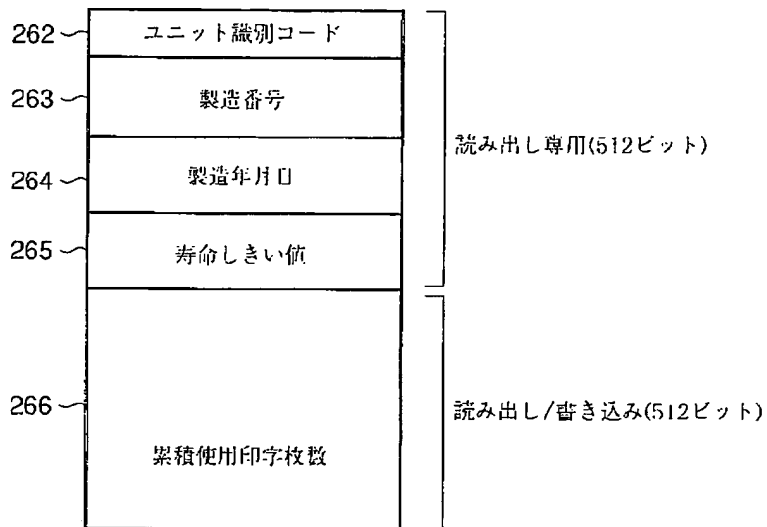 262 ユニット識別コード
263 製造番号
読み出し専用(512ビット)
264 製造年月日
265 寿命しきい値
266 読み出し/書き込み(512ビット)
累積使用印字枚数